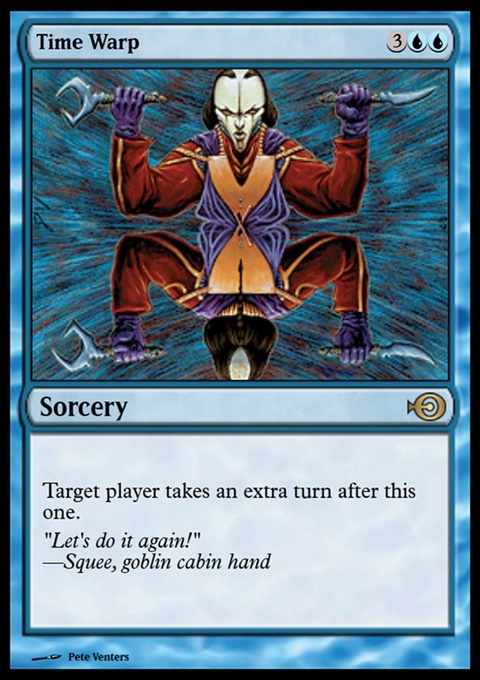 Time Warp 3
Sorcery
Target player takes an extra turn after this
one.
"Let's do it again!"
—Squee, goblin cabin hand
Pete Venters